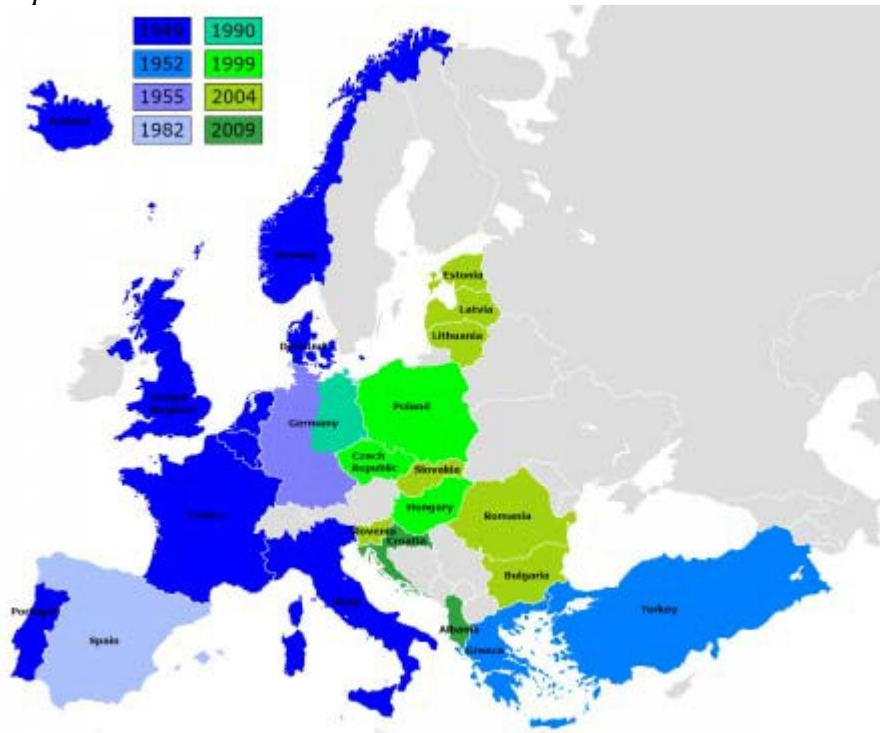 1949 1990
1952 1999
1955 2004
1982 2009
Iceland
Norway
Estonia
Latvia
Lithuania
Denmark
United
Kingdom
Poland
Germany
Czech
Republic
Slovakia
France
Hungary
Romania
Slovenia
Croatia
Bulgaria
Italy
Portugal
Turkey
Albania
Spain
Greece